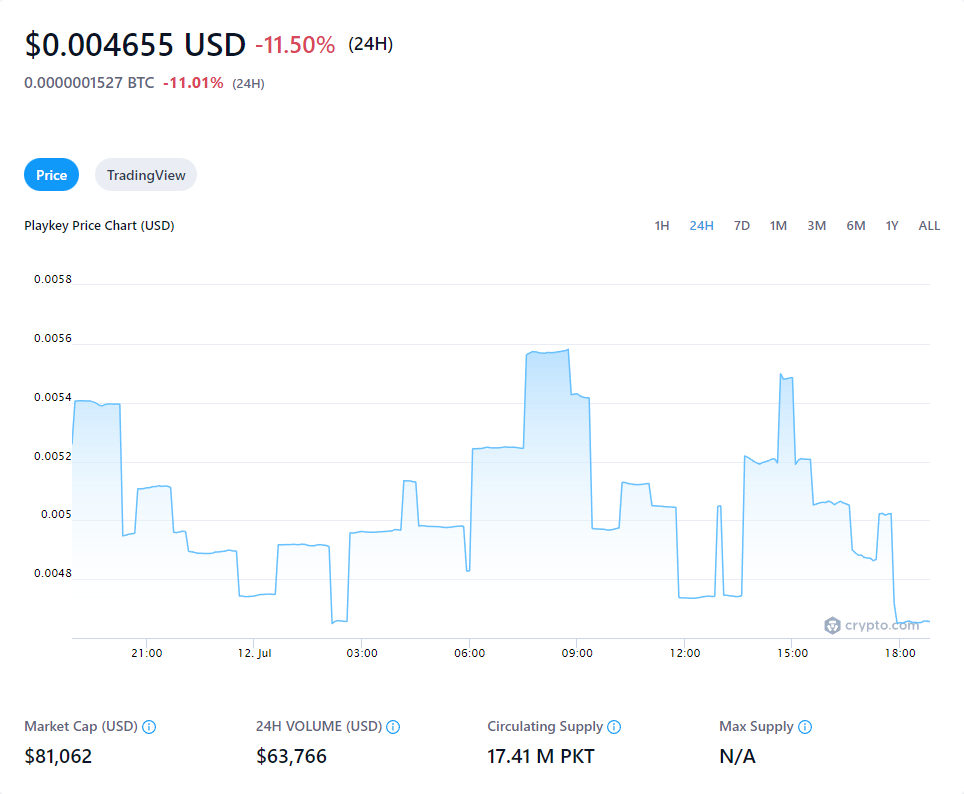 $0.004655 USD -11.50% (24H)
0.0000001527 BTC -11.01% (24H)
Price TradingView
Playkey Price Chart (USD) 1H 24H 7D 1M 3M 6M 1Y ALL
0.0058
0.0056
0.0054
0.0052
0.005
0.0048
crypto.com
21:00 12. Jul 03:00 06:00 09:00 12:00 15:00 18:00
Market Cap (USD) 24H VOLUME (USD) Circulating Supply Max Supply
$81,062 $63,766 17.41 M PKT N/A